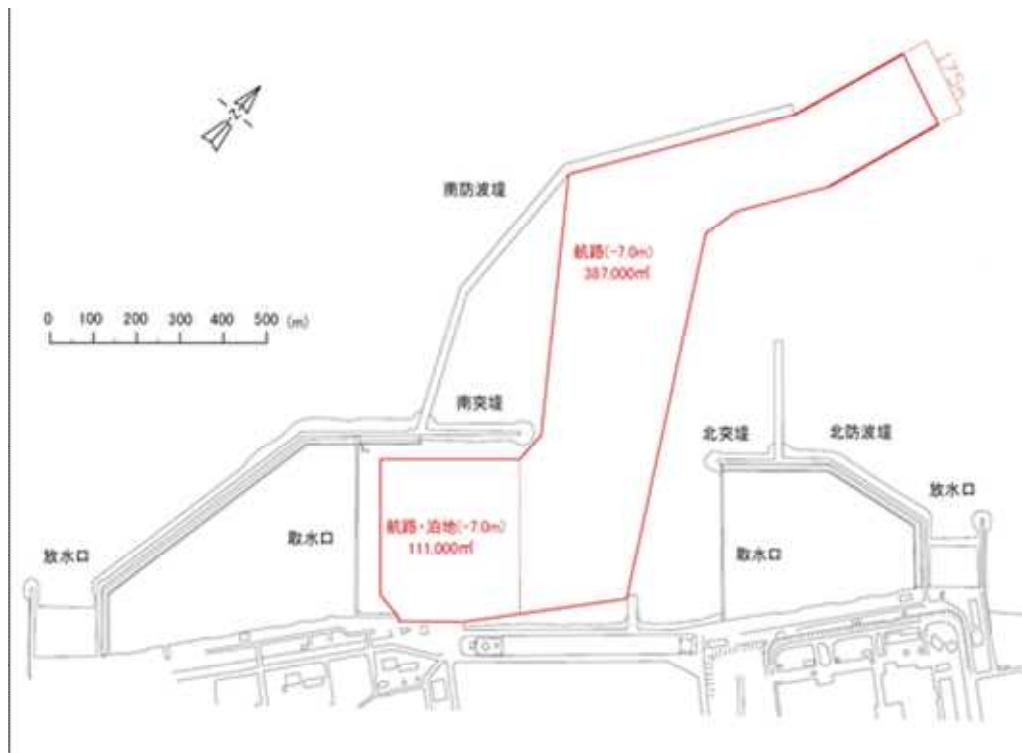 175m
N
南防波堤
航路(-7.0m)
387.000㎡
0 100 200 300 400 500 (m)
南突堤
北突堤
北防波堤
放水口
航路・泊地(-7.0m)
111.000㎡
取水口
放水口
取水口